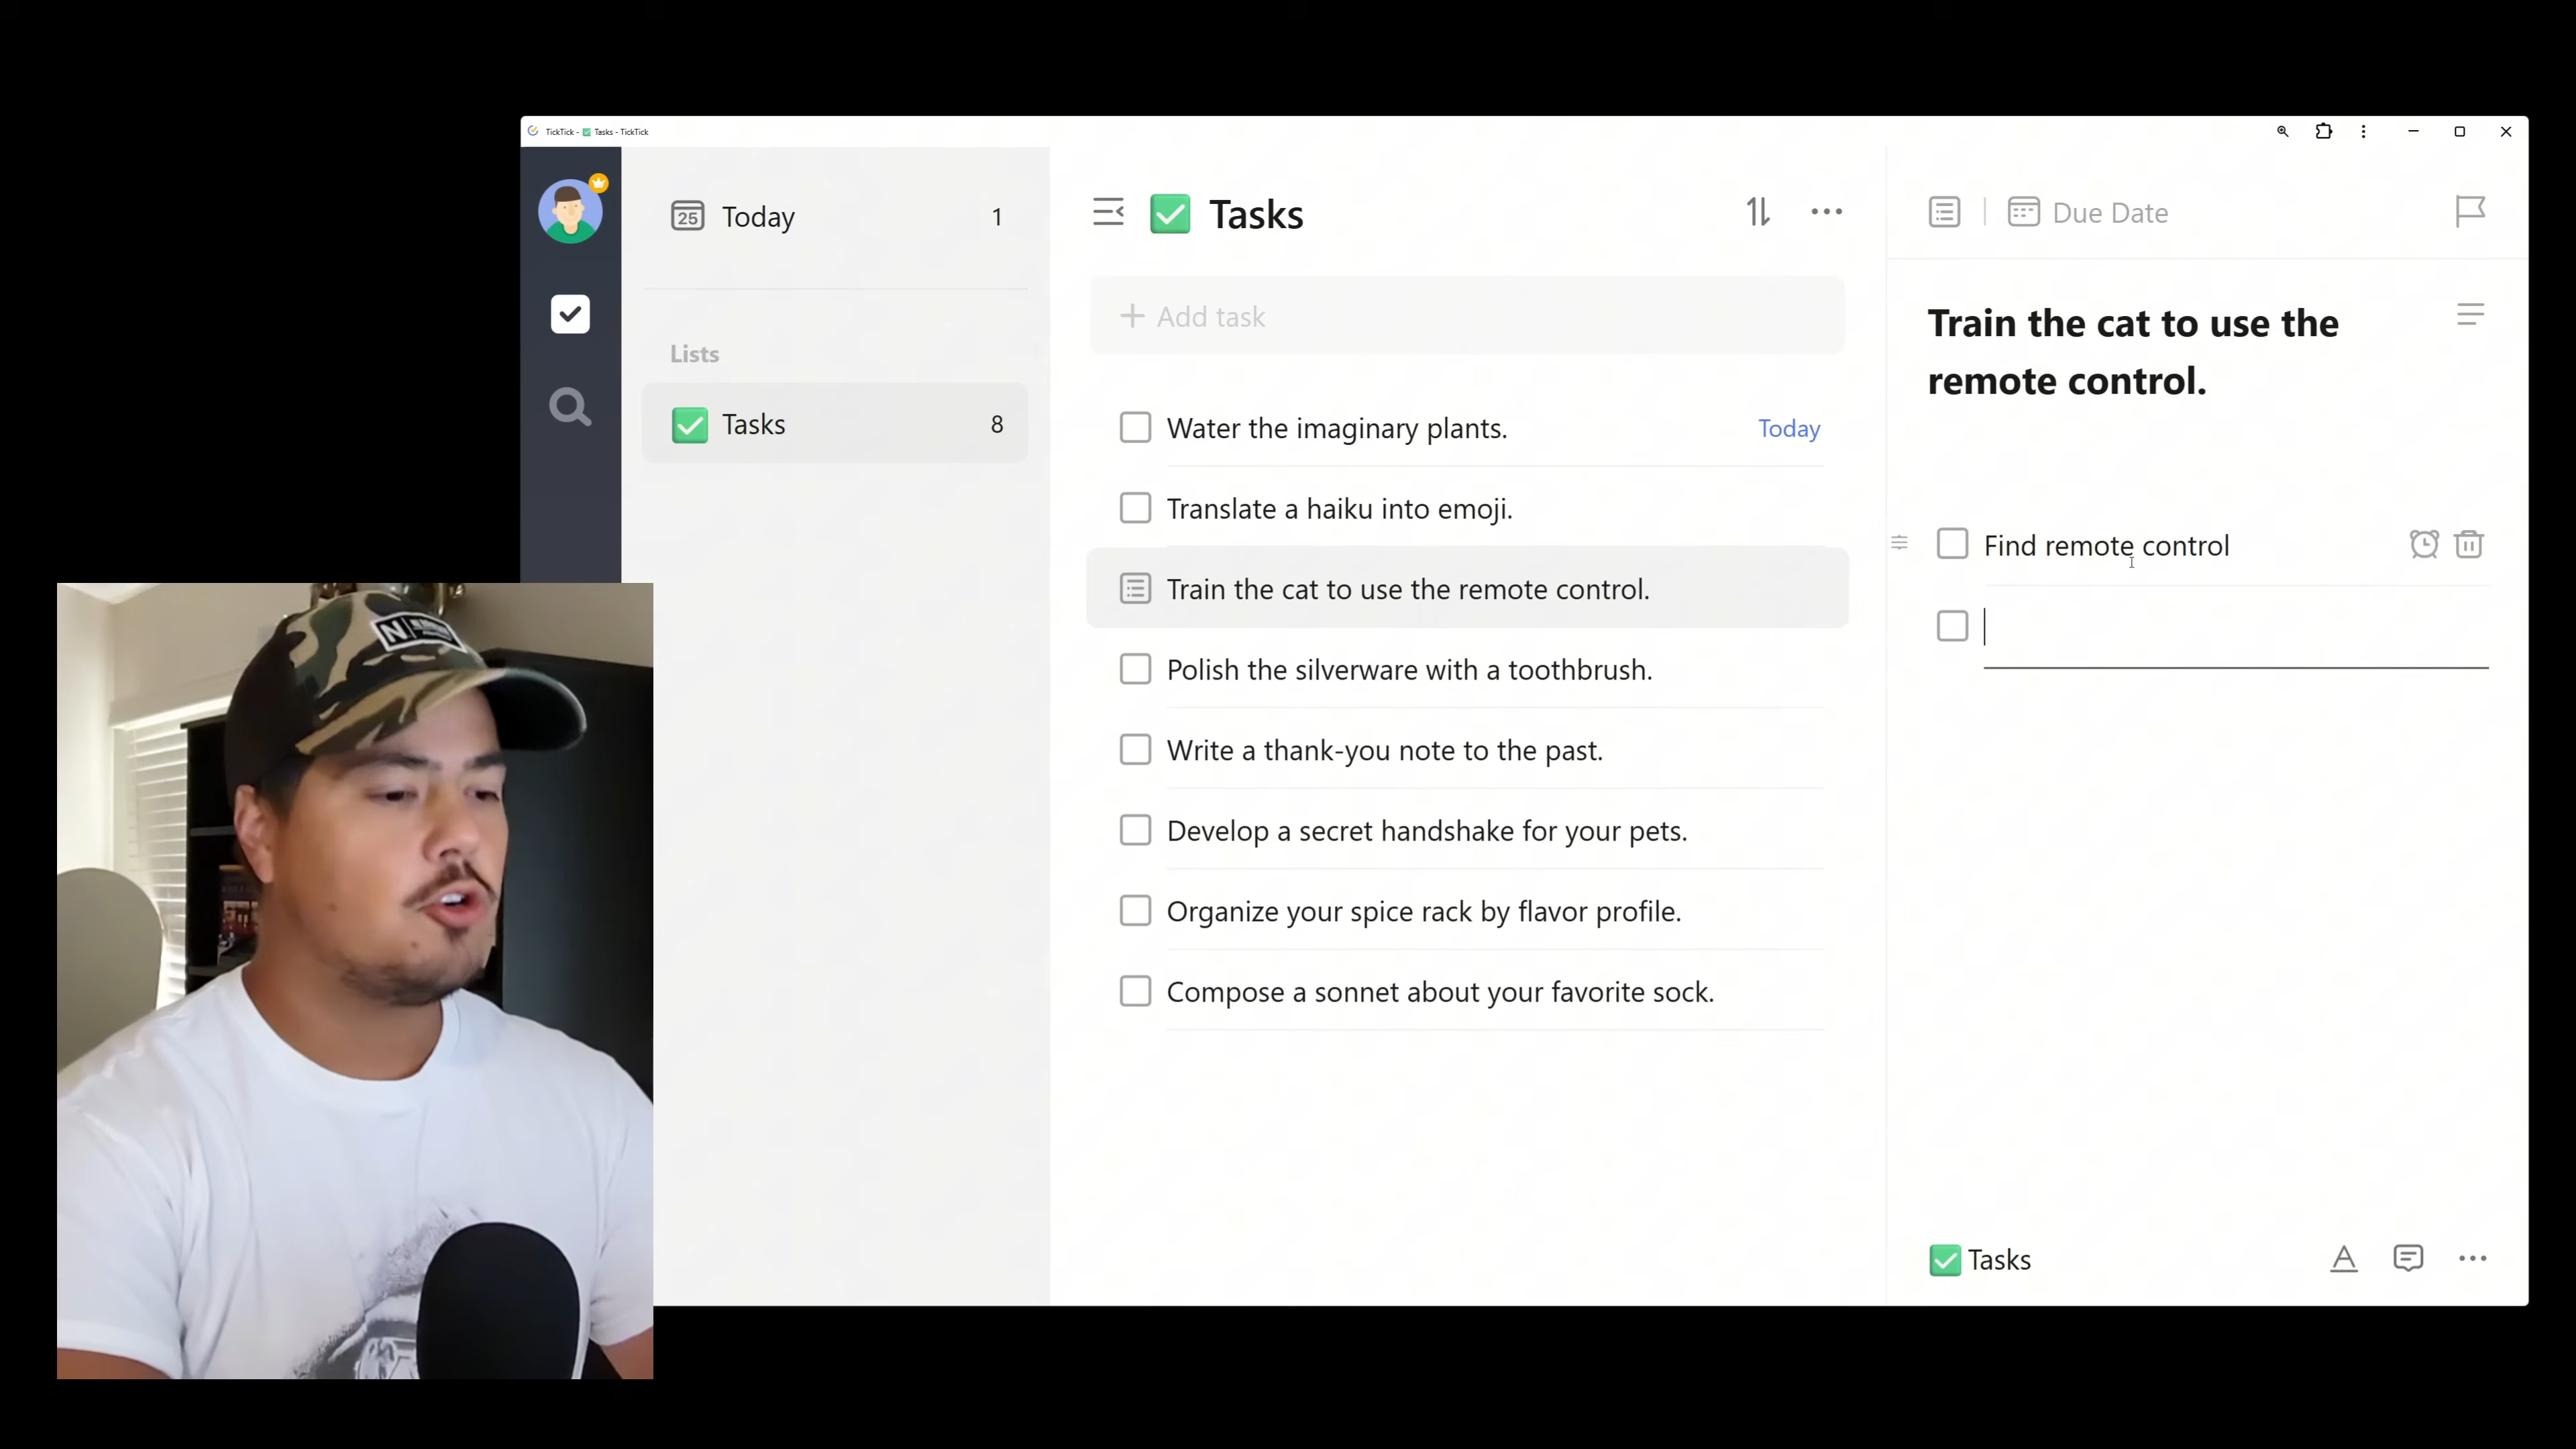 TickTick - ✅ Tasks - TickTick
25 Today 1
Lists
✅ Tasks 8
✅ Tasks
+ Add task
Water the imaginary plants. Today
Translate a haiku into emoji.
Train the cat to use the remote control.
Polish the silverware with a toothbrush.
Write a thank-you note to the past.
Develop a secret handshake for your pets.
Organize your spice rack by flavor profile.
Compose a sonnet about your favorite sock.
Due Date
Train the cat to use the
remote control.
Find remote control
✅ Tasks
N